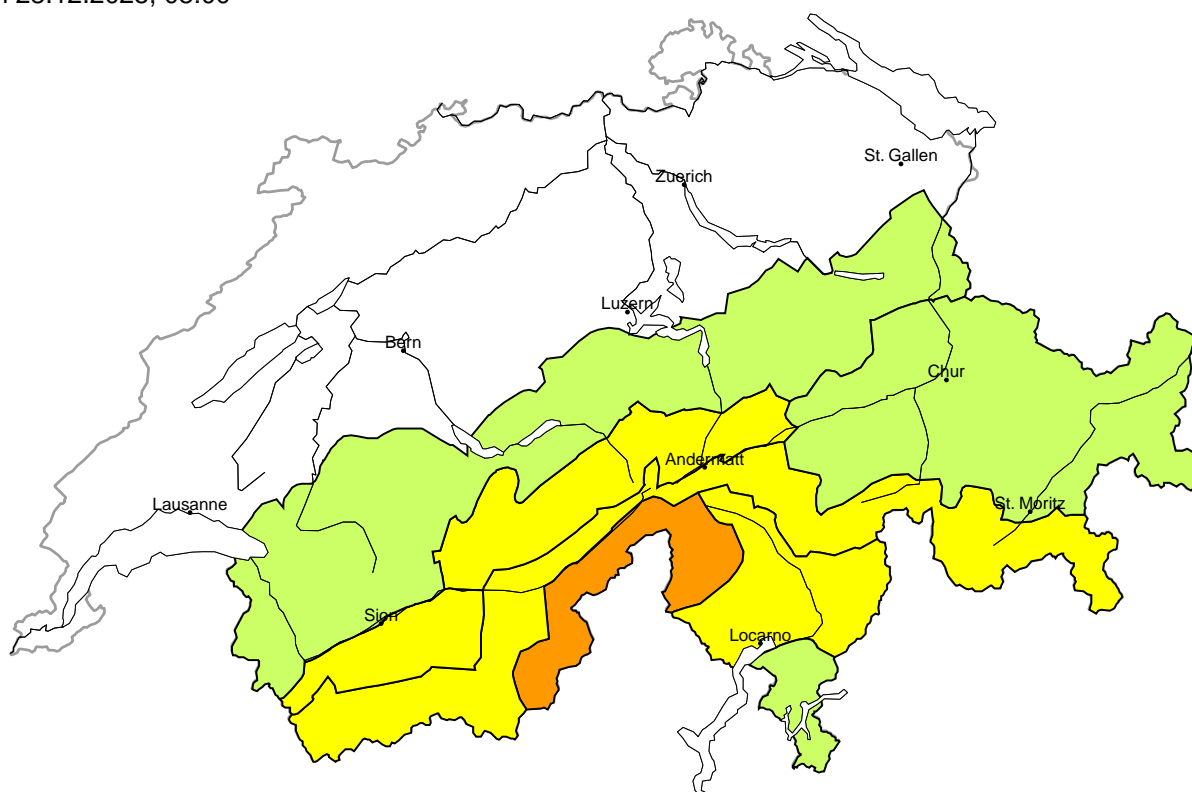 St. Gallen
Zuerich
Luzern
Bern
Chur
Andermatt
Lausanne
St. Moritz
Sion
Locarno